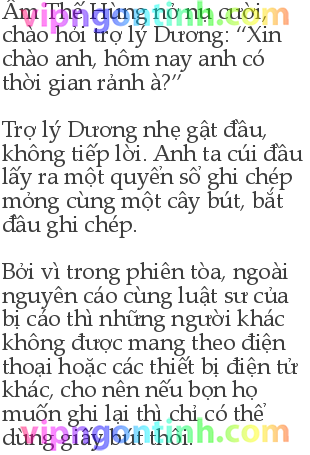 Âm Thế Hùng nở nụ cười,
chào hỏi trợ lý Dương: “Xin
chào anh, hôm nay anh có
thời gian rảnh à?”
Trợ lý Dương nhẹ gật đầu,
không tiếp lời. Anh ta cúi đầu
lấy ra một quyển sổ ghi chép
mỏng cùng một cây bút, bắt
đầu ghi chép.
Bởi vì trong phiên tòa, ngoài
nguyên cáo cùng luật sư của
bị cáo thì những người khác
không được mang theo điện
thoại hoặc các thiết bị điện tử
khác, cho nên nếu bọn họ
muốn ghi lại thì chỉ có thể
dùng giấy bút thôi.
vipngontinh.com
vipngontinh.com